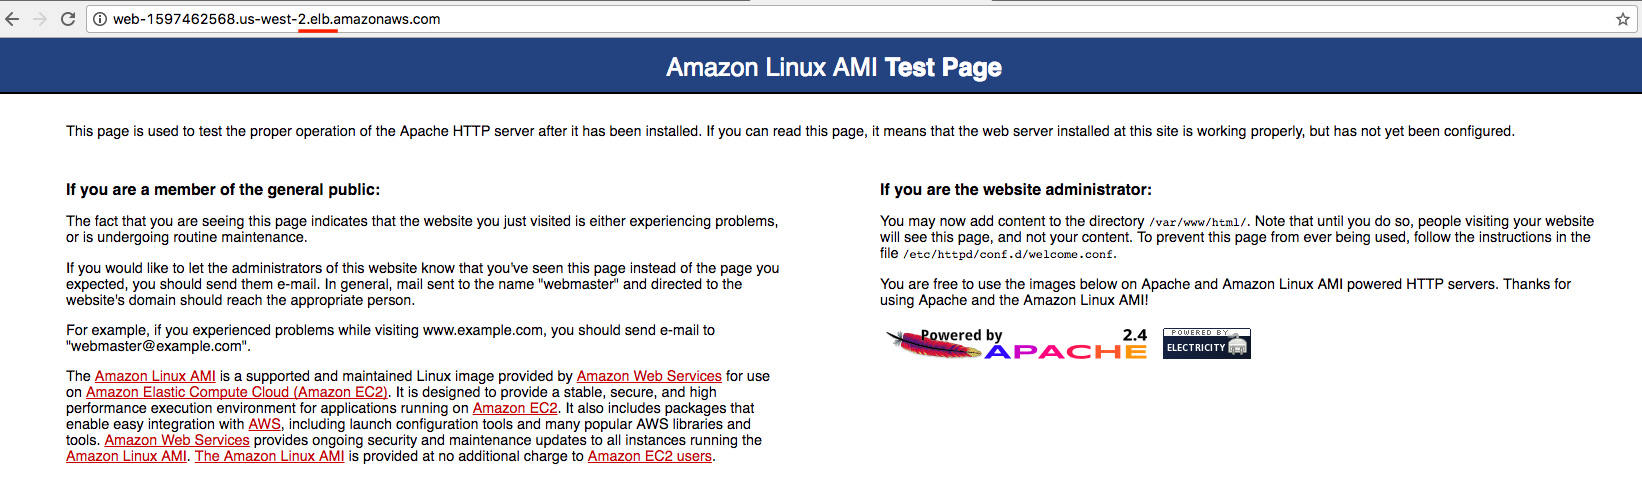 web-1597462568.us-west-2.elb.amazonaws.com
Amazon Linux AMI Test Page
This page is used to test the proper operation of the Apache HTTP server after it has been installed. If you can read this page, it means that the web server installed at this site is working properly, but has not yet been configured.
If you are a member of the general public:
The fact that you are seeing this page indicates that the website you just visited is either experiencing problems,
or is undergoing routine maintenance.
If you would like to let the administrators of this website know that you've seen this page instead of the page you
expected, you should send them e-mail. In general, mail sent to the name "webmaster" and directed to the
website's domain should reach the appropriate person.
For example, if you experienced problems while visiting www.example.com, you should send e-mail to
"webmaster@example.com".
The Amazon Linux AMI is a supported and maintained Linux image provided by Amazon Web Services for use
on Amazon Elastic Compute Cloud (Amazon EC2). It is designed to provide a stable, secure, and high
performance execution environment for applications running on Amazon EC2. It also includes packages that
enable easy integration with AWS, including launch configuration tools and many popular AWS libraries and
tools. Amazon Web Services provides ongoing security and maintenance updates to all instances running the
Amazon Linux AMI. The Amazon Linux AMI is provided at no additional charge to Amazon EC2 users.
If you are the website administrator:
You may now add content to the directory /var/www/html/. Note that until you do so, people visiting your website
will see this page, and not your content. To prevent this page from ever being used, follow the instructions in the
file /etc/httpd/conf.d/welcome.conf.
You are free to use the images below on Apache and Amazon Linux AMI powered HTTP servers. Thanks for
using Apache and the Amazon Linux AMI!
Powered by 2.4
APACHE
POWERED BY
ELECTRICITY